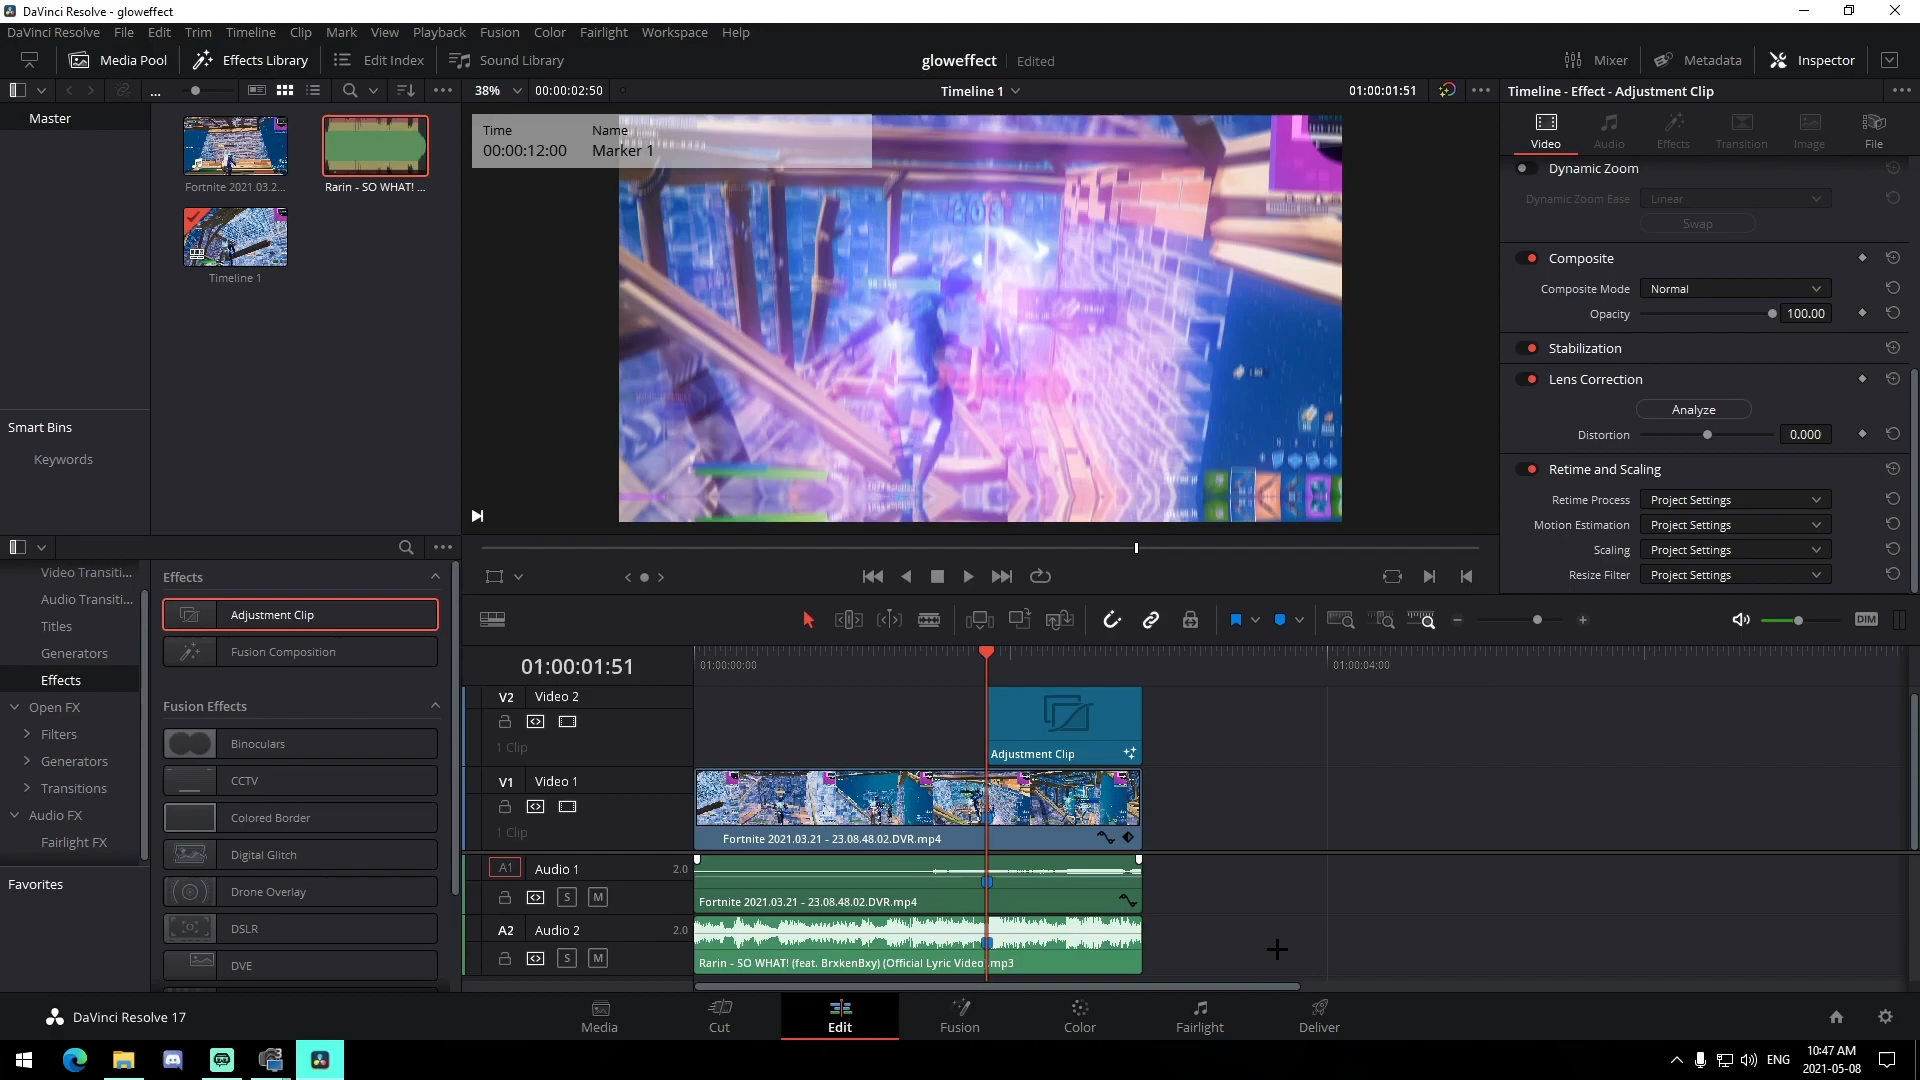 DaVinci Resolve - gloweffect
DaVinci Resolve File Edit Trim Timeline Clip Mark View Playback Fusion Color Fairlight Workspace Help
Media Pool Effects Library Edit Index Sound Library gloweffect Edited Mixer Metadata Inspector
... 38% 00:00:02:50 Timeline 1 01:00:01:51 Timeline - Effect - Adjustment Clip
Master
Fortnite 2021.03.2...
Rarin - SO WHAT! ...
Timeline 1
Smart Bins
Keywords
Time Name
00:00:12:00 Marker 1
Video Audio Effects Transition Image File
Dynamic Zoom
Dynamic Zoom Ease Linear
Swap
Composite
Composite Mode Normal
Opacity 100.00
Stabilization
Lens Correction
Analyze
Distortion 0.000
Retime and Scaling
Retime Process Project Settings
Motion Estimation Project Settings
Scaling Project Settings
Resize Filter Project Settings
Video Transiti...
Audio Transiti...
Titles
Generators
Effects
Open FX
Filters
Generators
Transitions
Audio FX
Fairlight FX
Favorites
Effects
Adjustment Clip
Fusion Composition
Fusion Effects
Binoculars
CCTV
Colored Border
Digital Glitch
Drone Overlay
DSLR
DVE
DIM
01:00:01:51
01:00:00:00
01:00:04:00
V2 Video 2
1 Clip
Adjustment Clip
V1 Video 1
1 Clip
Fortnite 2021.03.21 - 23.08.48.02.DVR.mp4
A1 Audio 1 2.0
S M
Fortnite 2021.03.21 - 23.08.48.02.DVR.mp4
A2 Audio 2 2.0
S M
Rarin - SO WHAT! (feat. BrxkenBxy) (Official Lyric Video).mp3
DaVinci Resolve 17
Media Cut Edit Fusion Color Fairlight Deliver
ENG
10:47 AM
2021-05-08